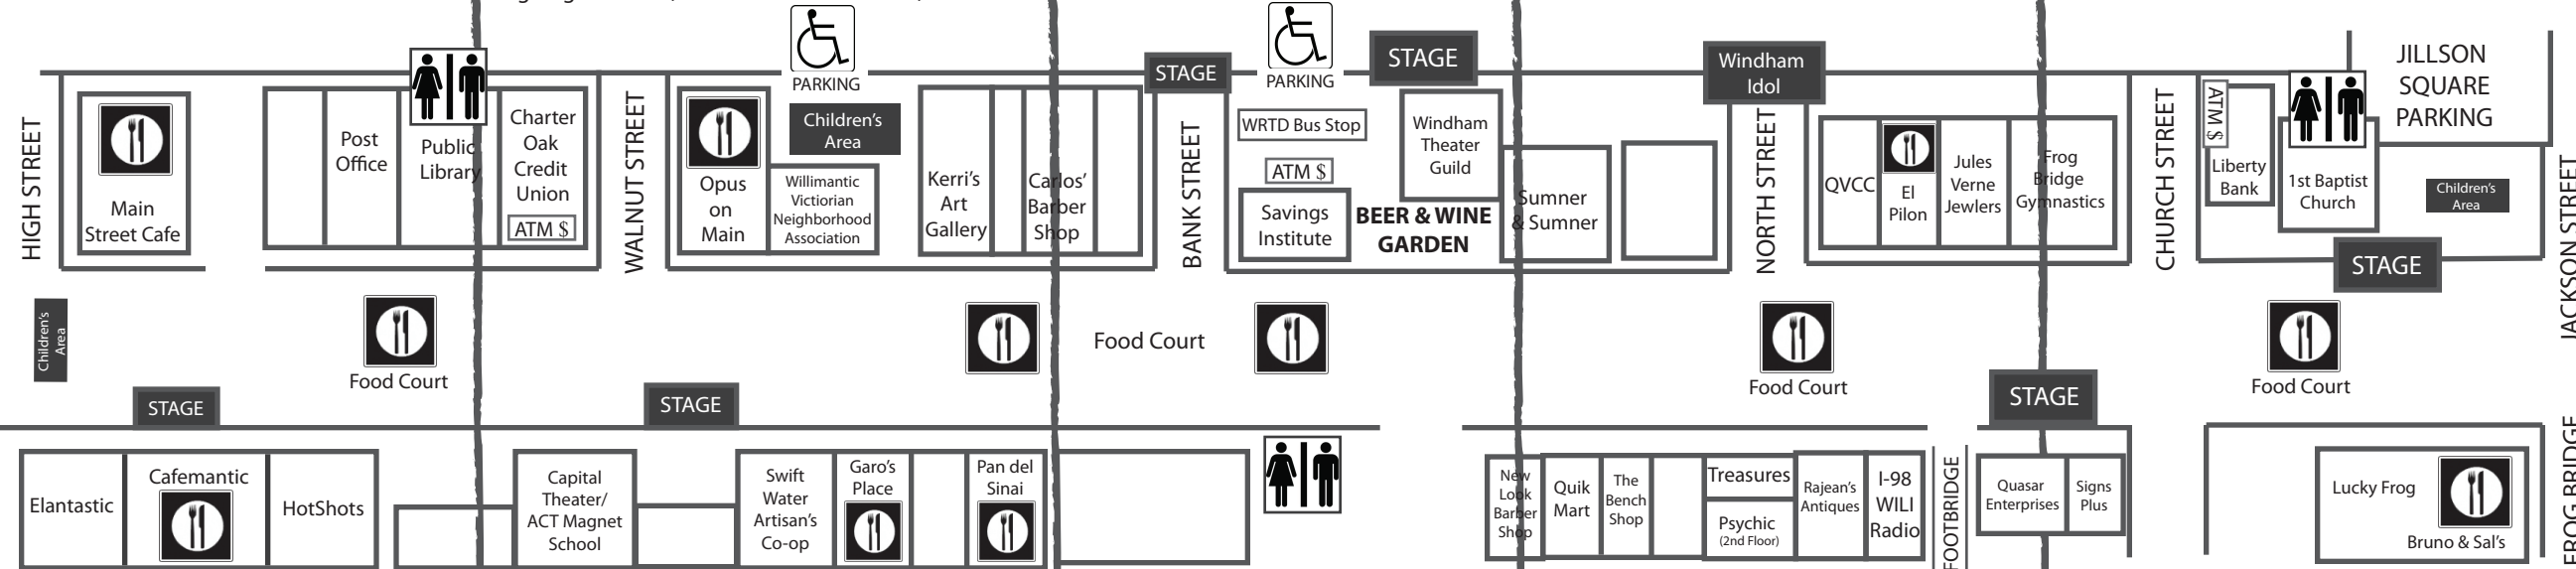 HIGH STREET
Main
Street Cafe
Post
Office
Public
Library
Charter
Oak
Credit
Union
ATM $
WALNUT STREET
Opus
on
Main
PARKING
Children's
Area
Willimantic
Victorian
Neighborhood
Association
Kerri's
Art
Gallery
Carlos'
Barber
Shop
STAGE
BANK STREET
PARKING
WRTD Bus Stop
ATM $
Savings
Institute
STAGE
Windham
Theater
Guild
BEER & WINE
GARDEN
Sumner
& Sumner
Windham
Idol
NORTH STREET
QVCC
El
Pilon
Jules
Verne
Jewlers
Frog
Bridge
Gymnastics
CHURCH STREET
ATM $
Liberty
Bank
1st Baptist
Church
JILLSON
SQUARE
PARKING
Children's
Area
STAGE
JACKSON STREET
Children's
Area
STAGE
Food Court
STAGE
Food Court
Food Court
STAGE
Food Court
Elantastic
Cafemantic
HotShots
Capital
Theater/
ACT Magnet
School
Swift
Water
Artisan's
Co-op
Garo's
Place
Pan del
Sinai
New
Look
Barber
Shop
Quik
Mart
The
Bench
Shop
Treasures
Psychic
(2nd Floor)
Rajean's
Antiques
I-98
WILI
Radio
FOOTBRIDGE
Quasar
Enterprises
Signs
Plus
Lucky Frog
Bruno & Sal's
FROG BRIDGE